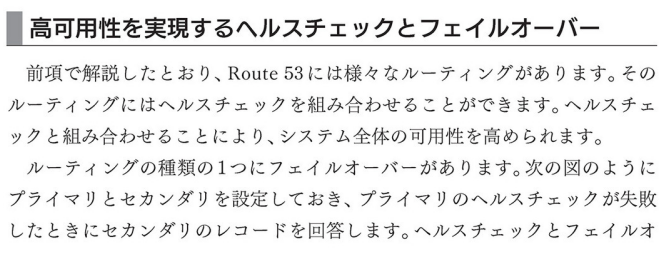 高可用性を実現するヘルスチェックとフェイルオーバー
前項で解説したとおり、Route 53には様々なルーティングがあります。その
ルーティングにはヘルスチェックを組み合わせることができます。ヘルスチェ
ックと組み合わせることにより、システム全体の可用性を高められます。
ルーティングの種類の1つにフェイルオーバーがあります。次の図のように
プライマリとセカンダリを設定しておき、プライマリのヘルスチェックが失敗
したときにセカンダリのレコードを回答します。ヘルスチェックとフェイルオ